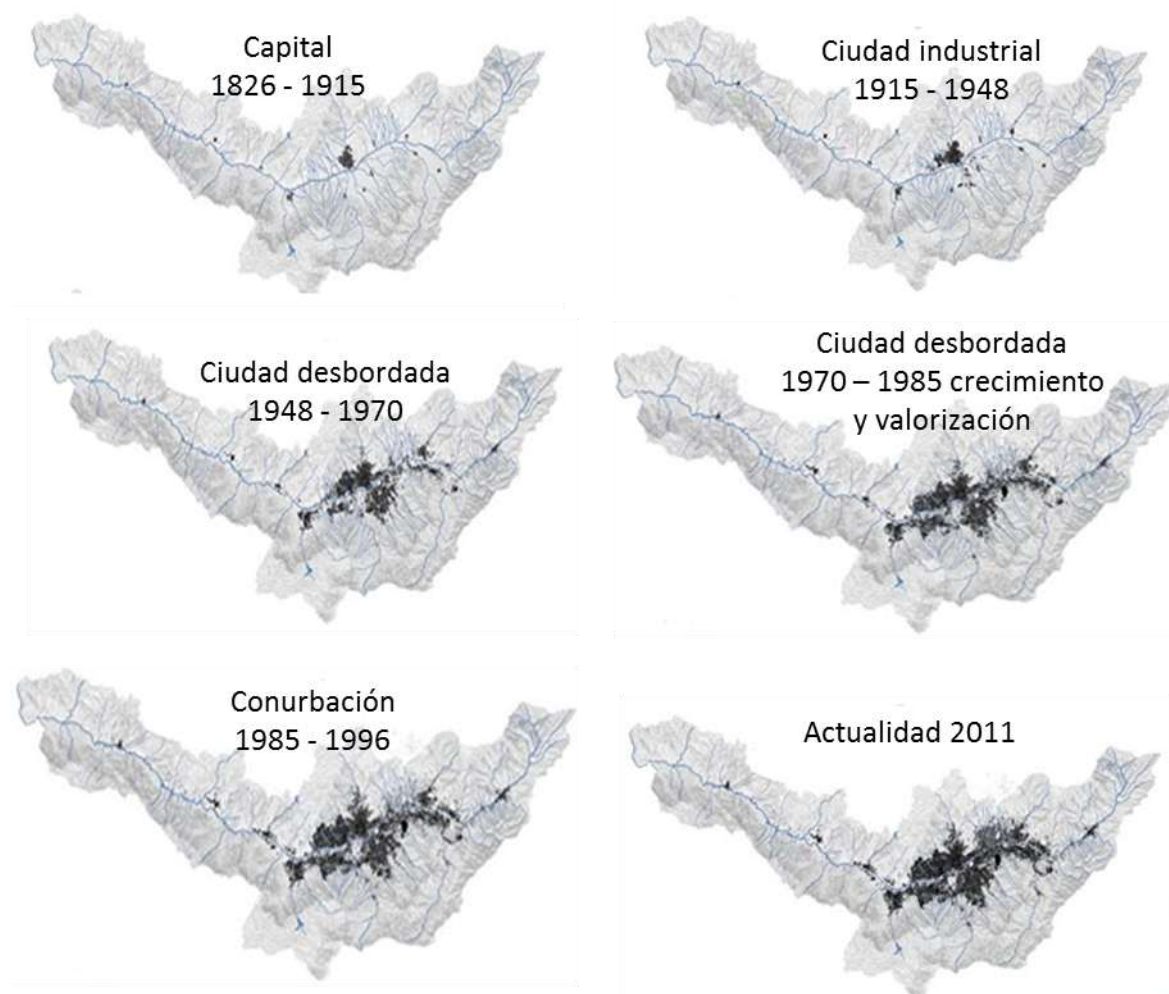 Capital
1826 - 1915
Ciudad industrial
1915 - 1948
Ciudad desbordada
1948 - 1970
Ciudad desbordada
1970 – 1985 crecimiento
y valorización
Conurbación
1985 - 1996
Actualidad 2011